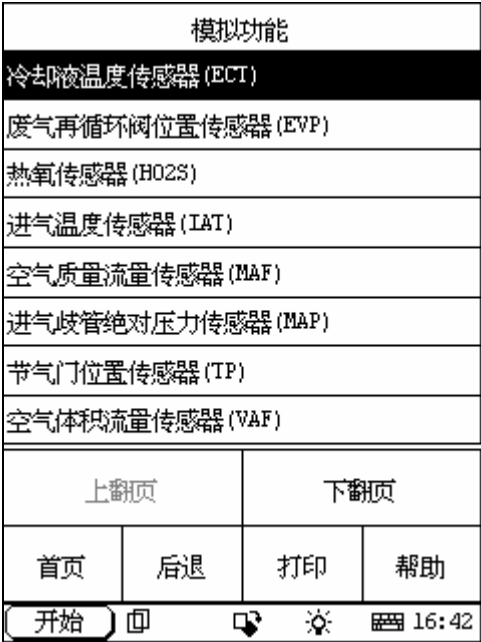 模拟功能
冷却液温度传感器(ECT)
废气再循环阀位置传感器(EVP)
热氧传感器(HO2S)
进气温度传感器(IAT)
空气质量流量传感器(MAF)
进气歧管绝对压力传感器(MAP)
节气门位置传感器(TP)
空气体积流量传感器(VAF)
上翻页 下翻页
首页 后退 打印 帮助
开始 16:42